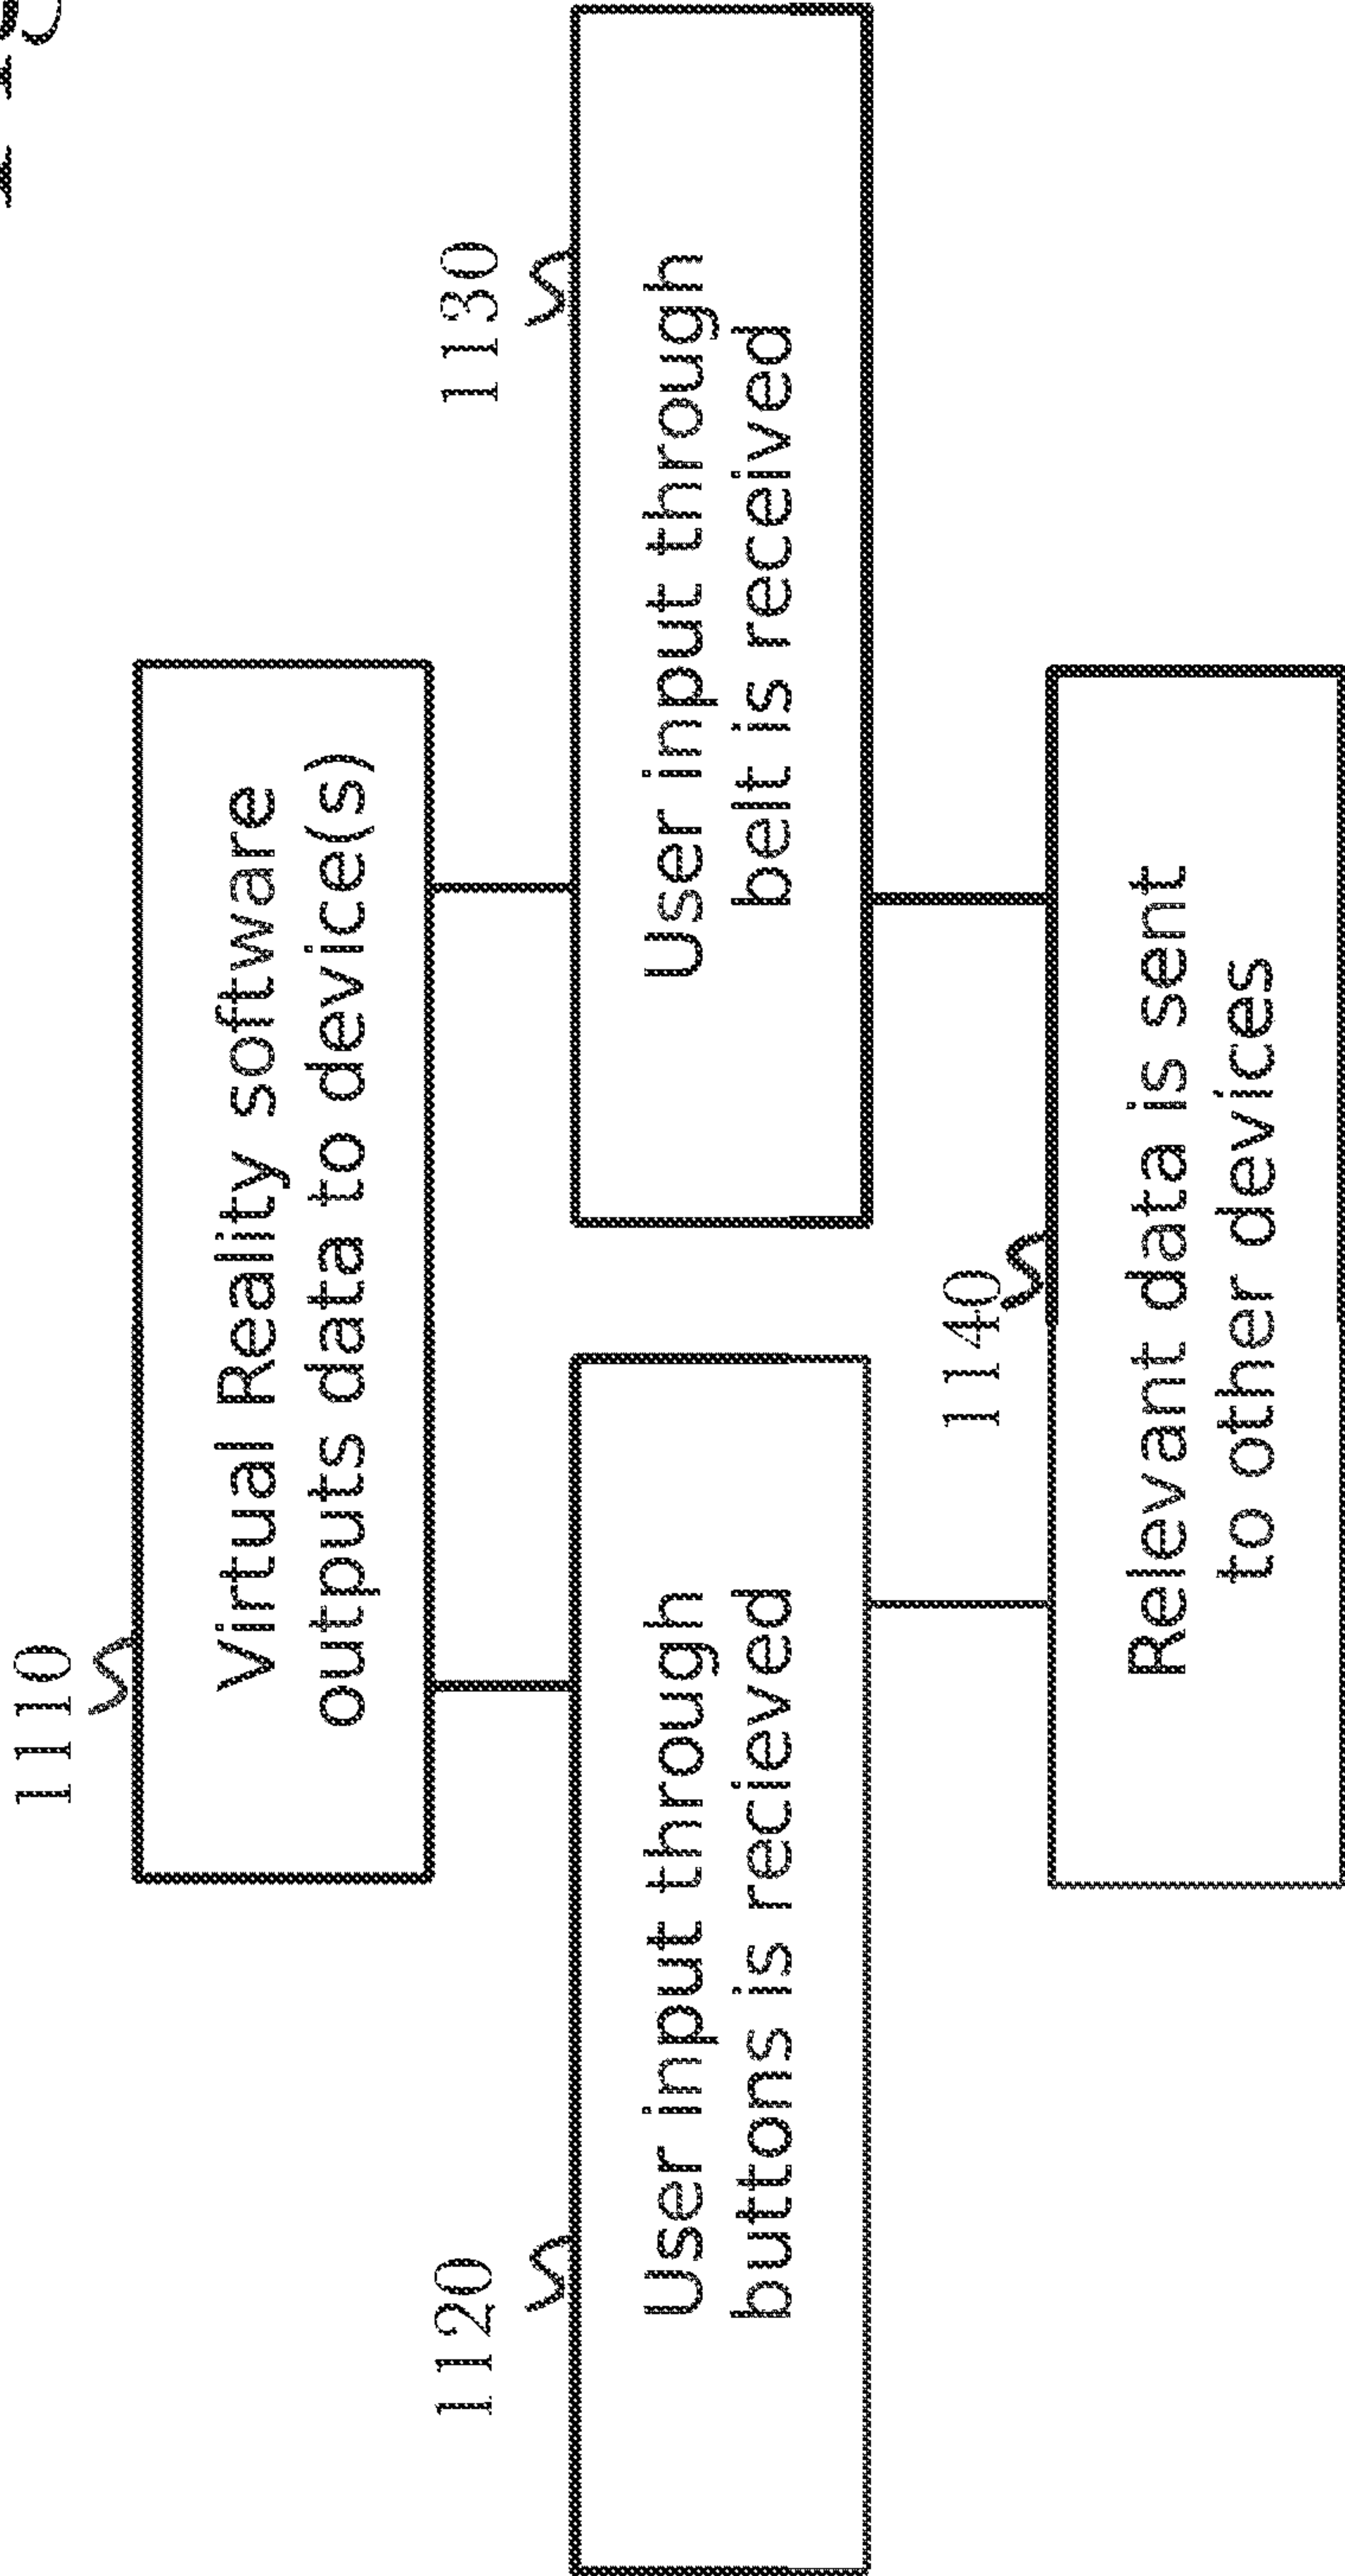 1110
Virtual Reality software
outputs data to device(s)
1120
User input through
buttons is recieved
1130
User input through
belt is received
1140
Relevant data is sent
to other devices